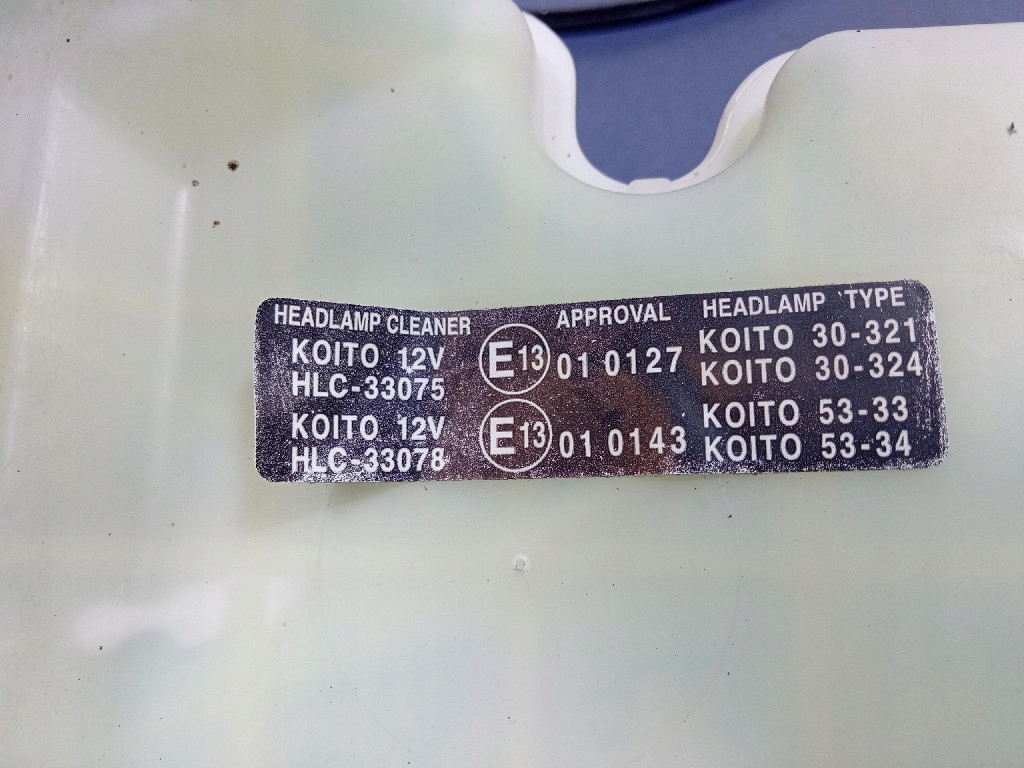 HEADLAMP CLEANER APPROVAL HEADLAMP TYPE
KOITO 12V E13 01 0127 KOITO 30-321
HLC-33075 KOITO 30-324
KOITO 12V E13 01 0143 KOITO 53-33
HLC-33078 KOITO 53-34